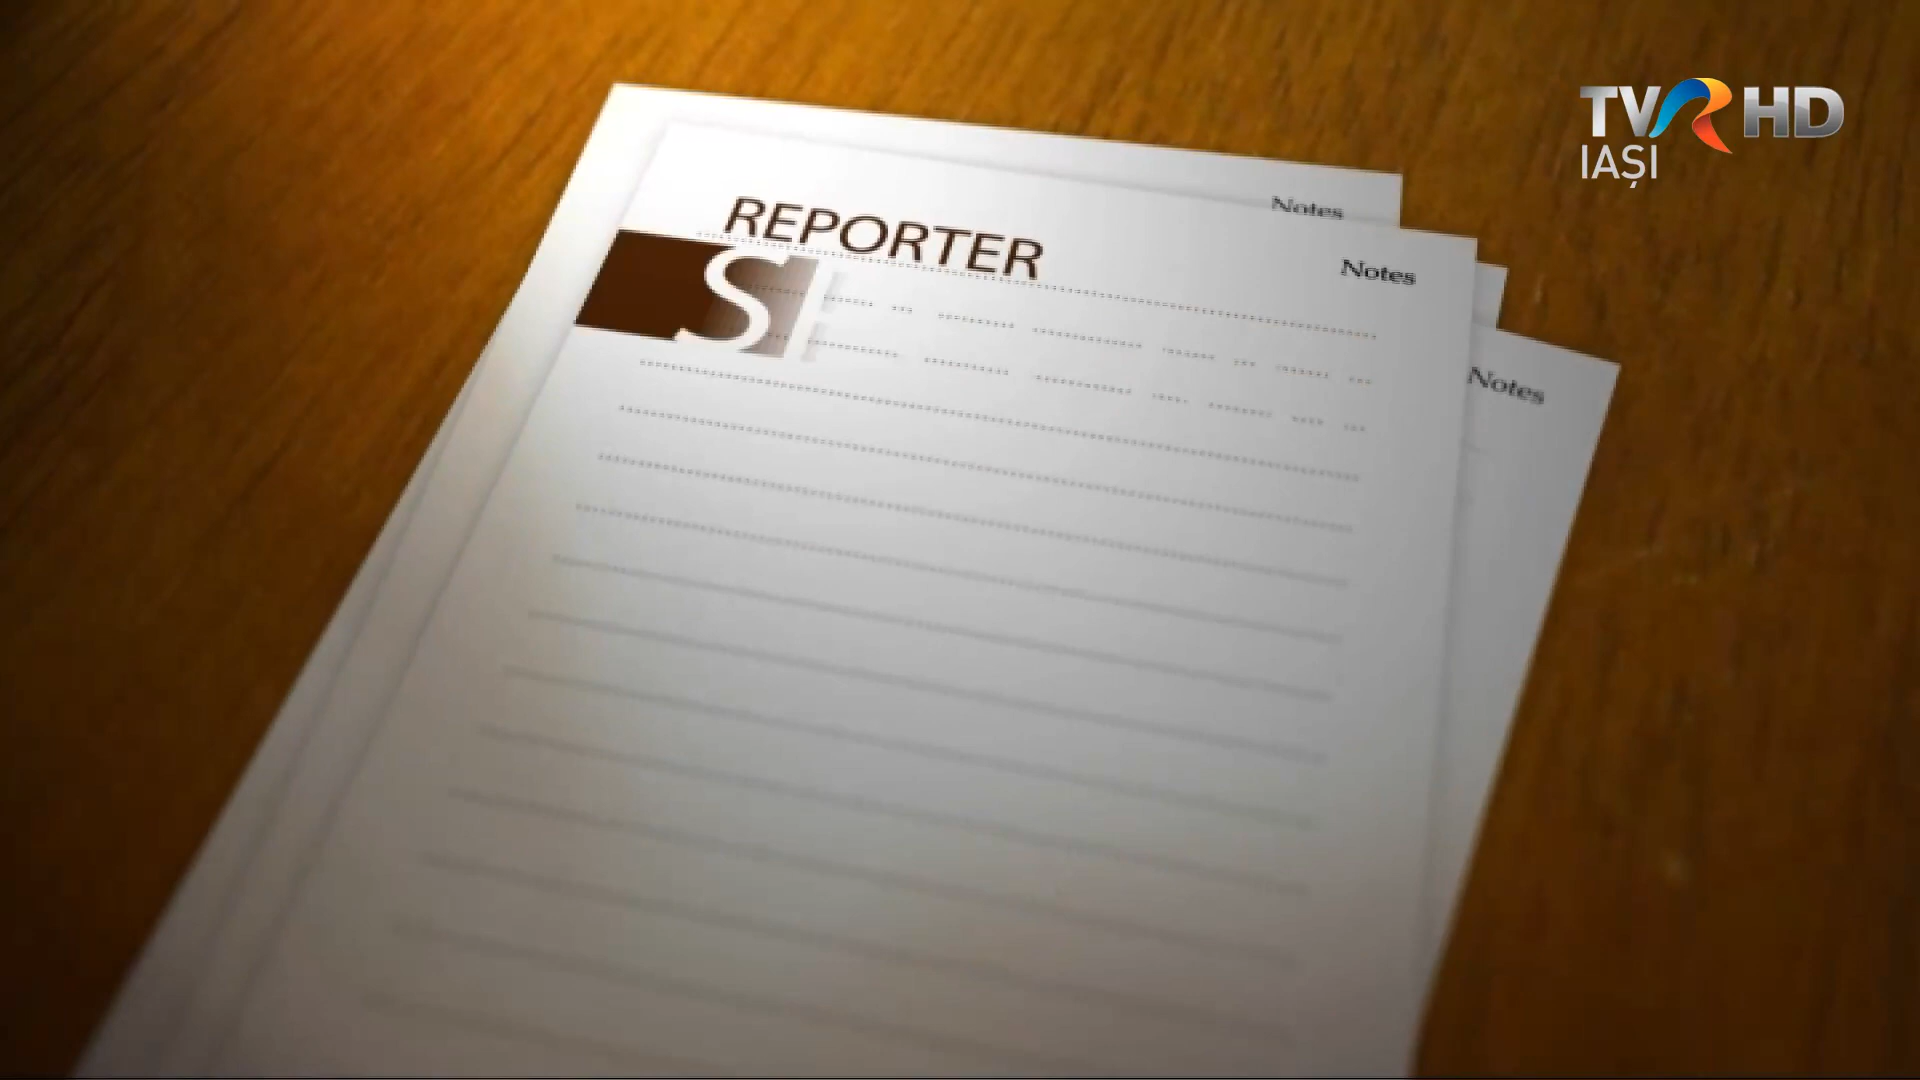 TVR HD
IAȘI
Notes
REPORTER
Notes
S
Notes